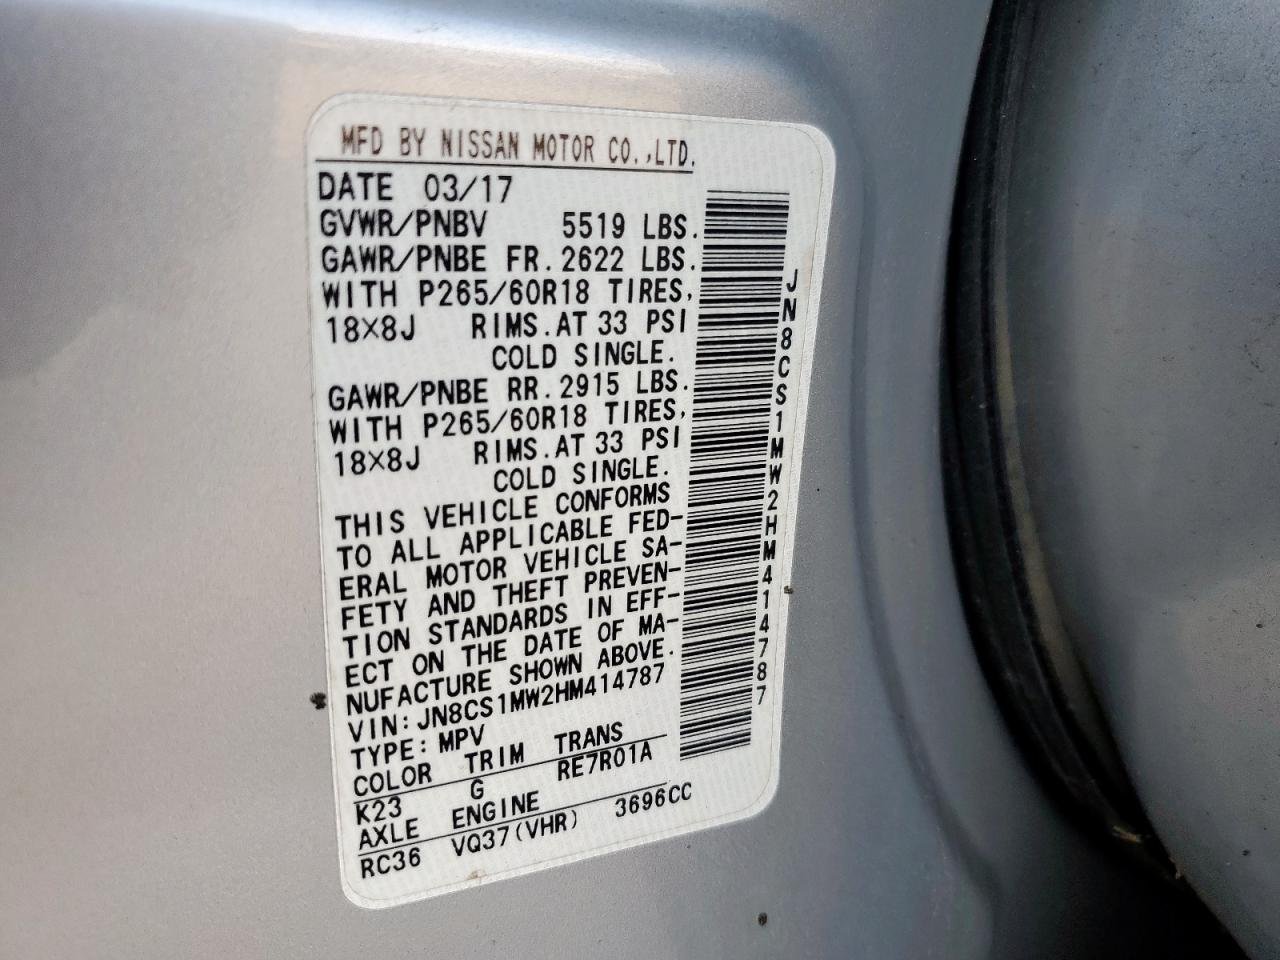 MFD BY NISSAN MOTOR CO.,LTD.
DATE 03/17
GVWR/PNBV 5519 LBS.
GAWR/PNBE FR.2622 LBS.
WITH P265/60R18 TIRES,
18×8J RIMS.AT 33 PSI
COLD SINGLE.
GAWR/PNBE RR.2915 LBS.
WITH P265/60R18 TIRES,
18×8J RIMS.AT 33 PSI
COLD SINGLE.
THIS VEHICLE CONFORMS
TO ALL APPLICABLE FED-
ERAL MOTOR VEHICLE SA-
FETY AND THEFT PREVEN-
TION STANDARDS IN EFF-
ECT ON THE DATE OF MA-
NUFACTURE SHOWN ABOVE.
VIN:JN8CS1MW2HM414787
TYPE:MPV
COLOR TRIM TRANS
K23 G RE7R01A
AXLE ENGINE
RC36 VQ37(VHR) 3696CC
JN8CS1MW2HM414787